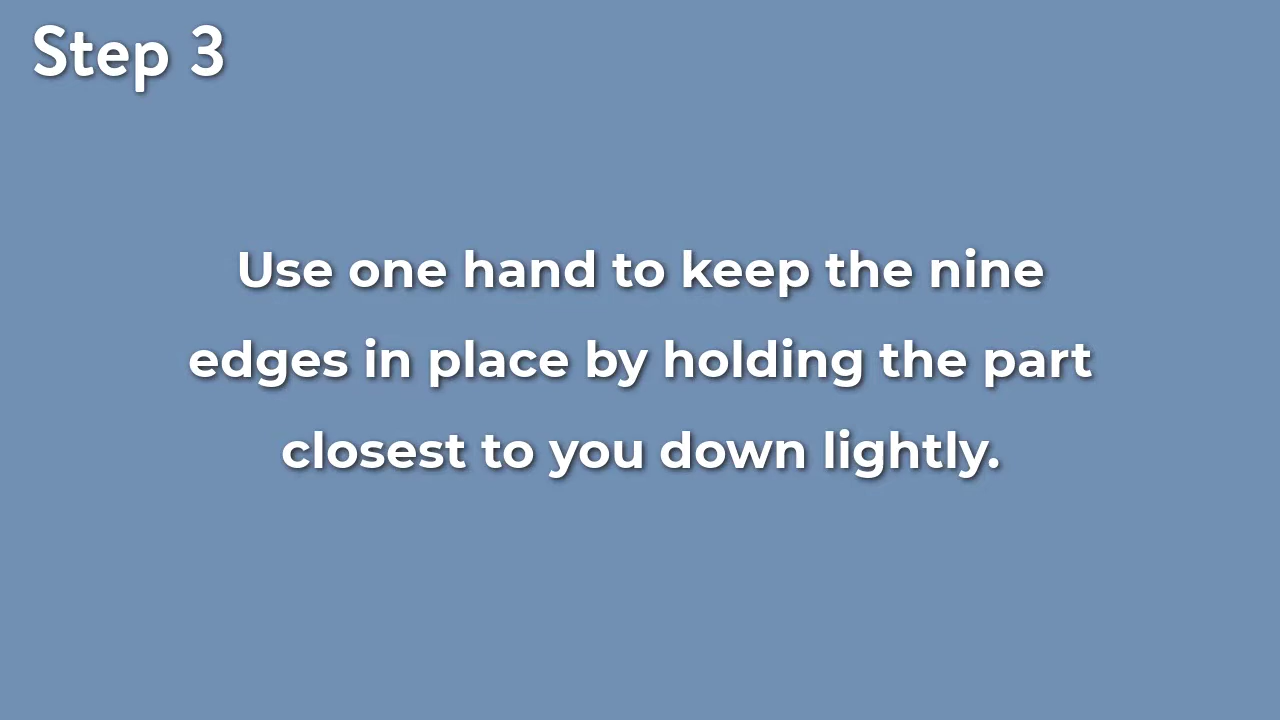 Step 3
Use one hand to keep the nine
edges in place by holding the part
closest to you down lightly.